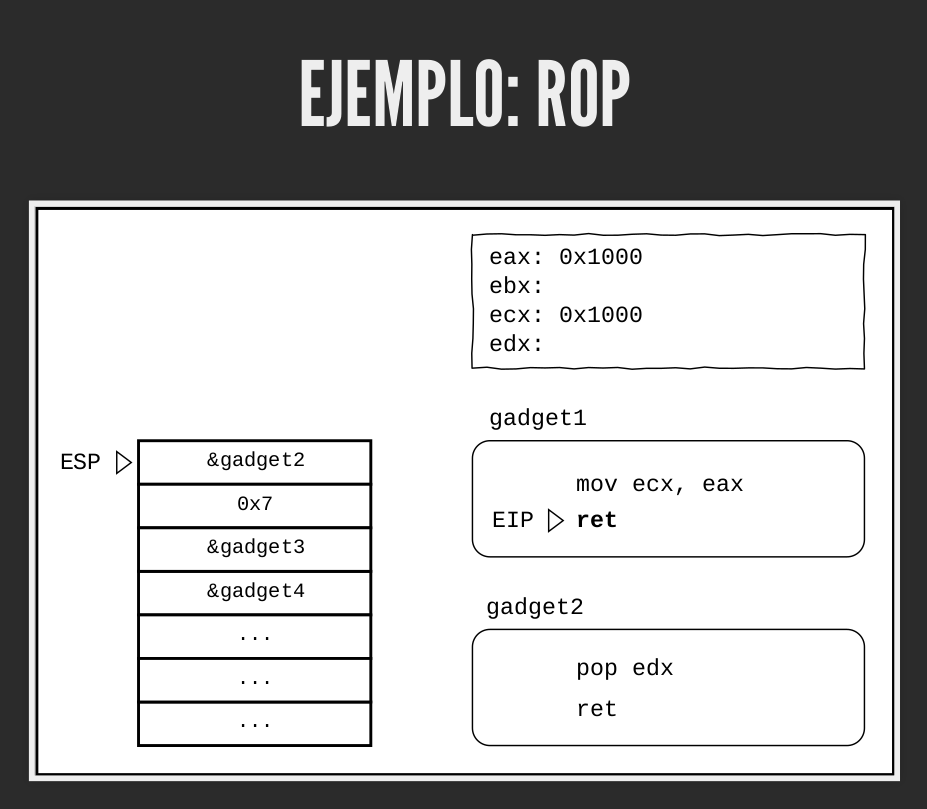 EJEMPLO: ROP
eax: 0x1000
ebx:
ecx: 0x1000
edx:
gadget1
mov ecx, eax
EIP ret
gadget2
pop edx
ret
ESP &gadget2
0x7
&gadget3
&gadget4
...
...
...